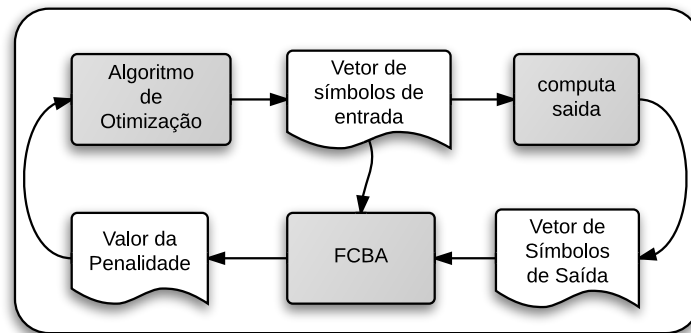 Algoritmo
de
Otimização
Vetor de
símbolos de
entrada
computa
saida
Valor da
Penalidade
FCBA
Vetor de
Símbolos
de Saída